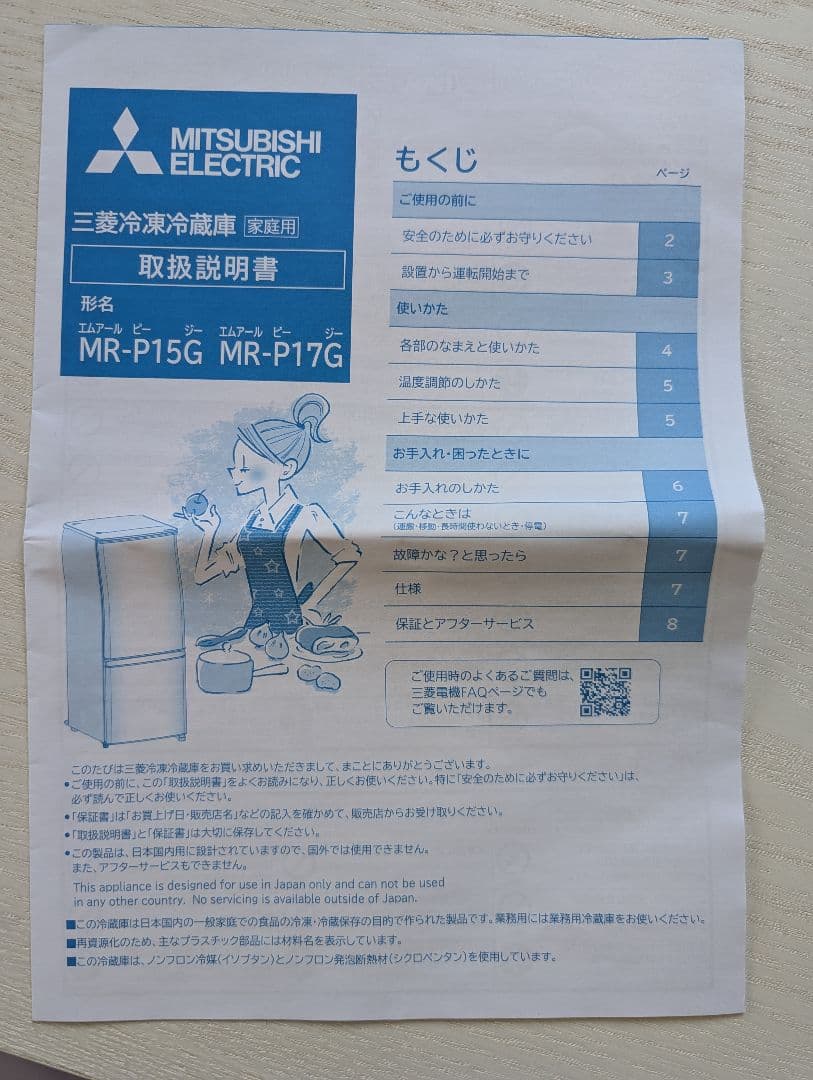 MITSUBISHI
ELECTRIC
三菱冷凍冷蔵庫 家庭用
取扱説明書
形名
エムアール ピー ジー エムアール ピー ジー
MR-P15G MR-P17G
もくじ
ページ
ご使用の前に
安全のために必ずお守りください 2
設置から運転開始まで 3
使いかた
各部のなまえと使いかた 4
温度調節のしかた 5
上手な使いかた 5
お手入れ・困ったときに
お手入れのしかた 6
こんなときは 7
(運搬・移動・長時間使わないとき・停電)
故障かな?と思ったら 7
仕様 7
保証とアフターサービス 8
ご使用時のよくあるご質問は、
三菱電機FAQページでも
ご覧いただけます。
このたびは三菱冷凍冷蔵庫をお買い求めいただきまして、まことにありがとうございます。
●ご使用の前に、この「取扱説明書」をよくお読みになり、正しくお使いください。特に「安全のために必ずお守りください」は、
必ず読んで正しくお使いください。
●「保証書」は「お買上げ日・販売店名」などの記入を確かめて、販売店からお受け取りください。
●「取扱説明書」と「保証書」は大切に保存してください。
●この製品は、日本国内用に設計されていますので、国外では使用できません。
また、アフターサービスもできません。
This appliance is designed for use in Japan only and can not be used
in any other country. No servicing is available outside of Japan.
■この冷蔵庫は日本国内の一般家庭での食品の冷凍・冷蔵保存の目的で作られた製品です。業務用には業務用冷蔵庫をお使いください。
■再資源化のため、主なプラスチック部品には材料名を表示しています。
■この冷蔵庫は、ノンフロン冷媒(イソブタン)とノンフロン発泡断熱材(シクロペンタン)を使用しています。